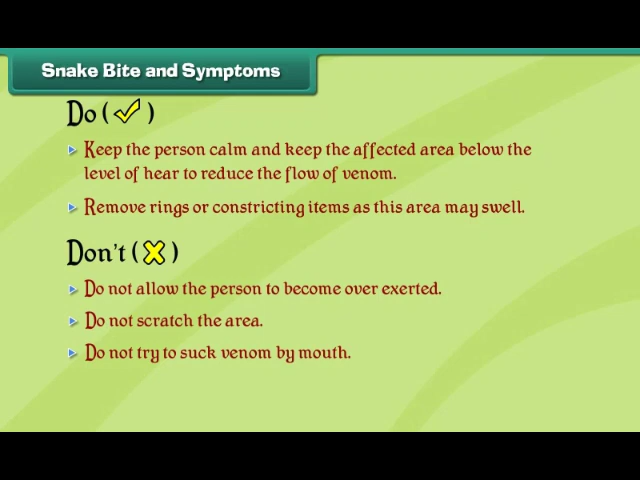 Snake Bite and Symptoms
Do ( )
Keep the person calm and keep the affected area below the
level of hear to reduce the flow of venom.
Remove rings or constricting items as this area may swell.
Don't ( )
Do not allow the person to become over exerted.
Do not scratch the area.
Do not try to suck venom by mouth.